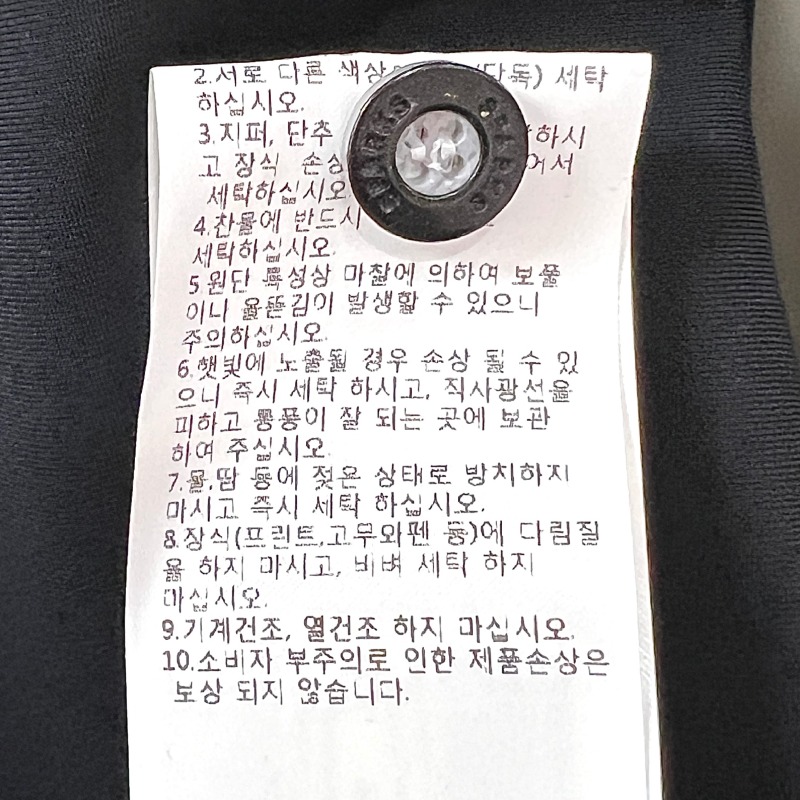 2.서로 다른 색상 (단독) 세탁
하십시오.
3.지퍼, 단추 하시
고 장식 손상 어서
세탁하십시오
4.찬물에 반드시
세탁하십시오.
5 원단 특성상 마찰에 의하여 보풀
이나 올뜯김이 발생할 수 있으니
주의하십시오.
6.햇빛에 노출될 경우 손상 될 수 있
으니 즉시 세탁 하시고, 직사광선을
피하고 통풍이 잘 되는 곳에 보관
하여 주십시오.
7.물,땀 등에 젖은 상태로 방치하지
마시고 즉시 세탁 하십시오.
8.장식(프린트,고무와펜 등)에 다림질
을 하지 마시고, 비벼 세탁 하지
마십시오.
9.기계건조, 열건조 하지 마십시오.
10.소비자 부주의로 인한 제품손상은
보상 되지 않습니다.